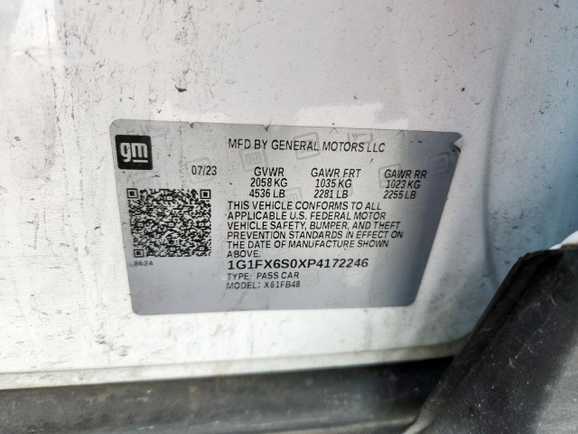 gm
MFD BY GENERAL MOTORS LLC
07/23 GVWR GAWR FRT GAWR RR
2058 KG 1035 KG 1023 KG
4536 LB 2281 LB 2255 LB
THIS VEHICLE CONFORMS TO ALL
APPLICABLE U.S. FEDERAL MOTOR
VEHICLE SAFETY, BUMPER, AND THEFT
PREVENTION STANDARDS IN EFFECT ON
THE DATE OF MANUFACTURE SHOWN
ABOVE.
1G1FX6S0XP4172246
TYPE: PASS CAR
MODEL: X61FB48